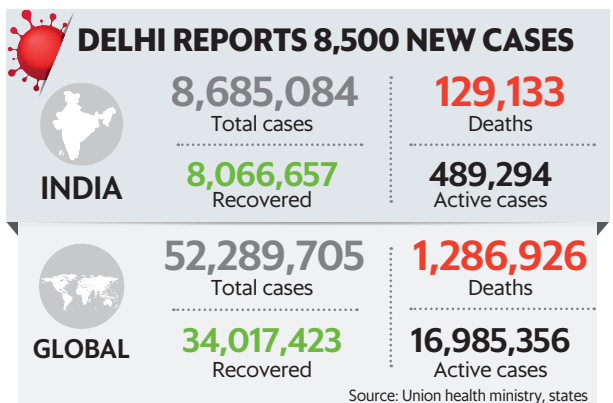 DELHI REPORTS 8,500 NEW CASES
INDIA
8,685,084
Total cases
129,133
Deaths
8,066,657
Recovered
489,294
Active cases
GLOBAL
52,289,705
Total cases
1,286,926
Deaths
34,017,423
Recovered
16,985,356
Active cases
Source: Union health ministry, states